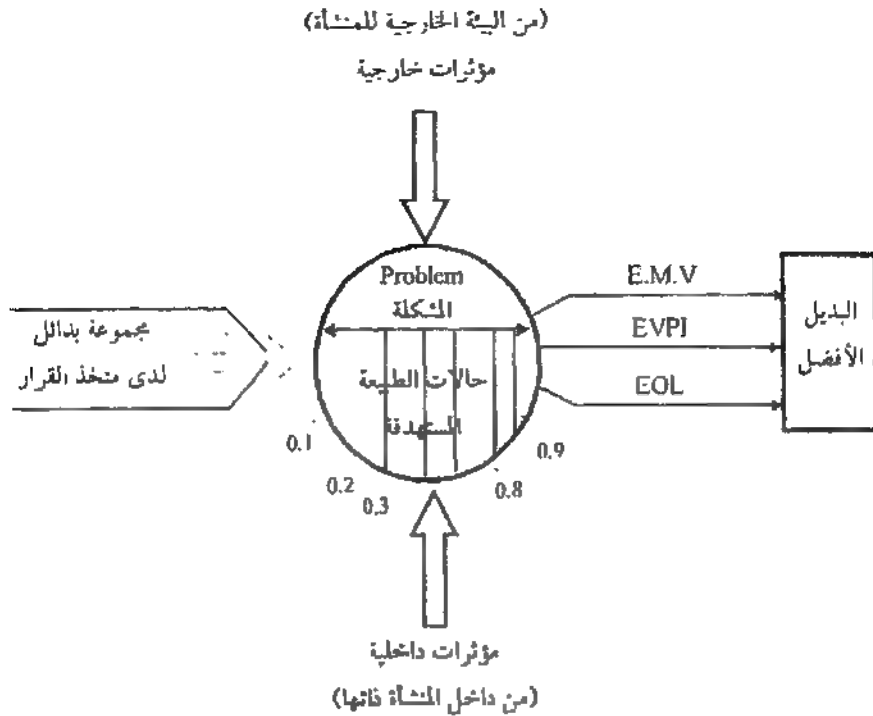 (من البيئة الخارجية للمنشأة)
مؤثرات خارجية
Problem
المشكلة
حالات الطبيعة
المستهدفة
مجموعة بدائل
لدى متخذ القرار
E.M.V
EVPI
EOL
البديل
الأفضل
0.1
0.2
0.3
0.8
0.9
مؤثرات داخلية
(من داخل المنشأة ذاتها)